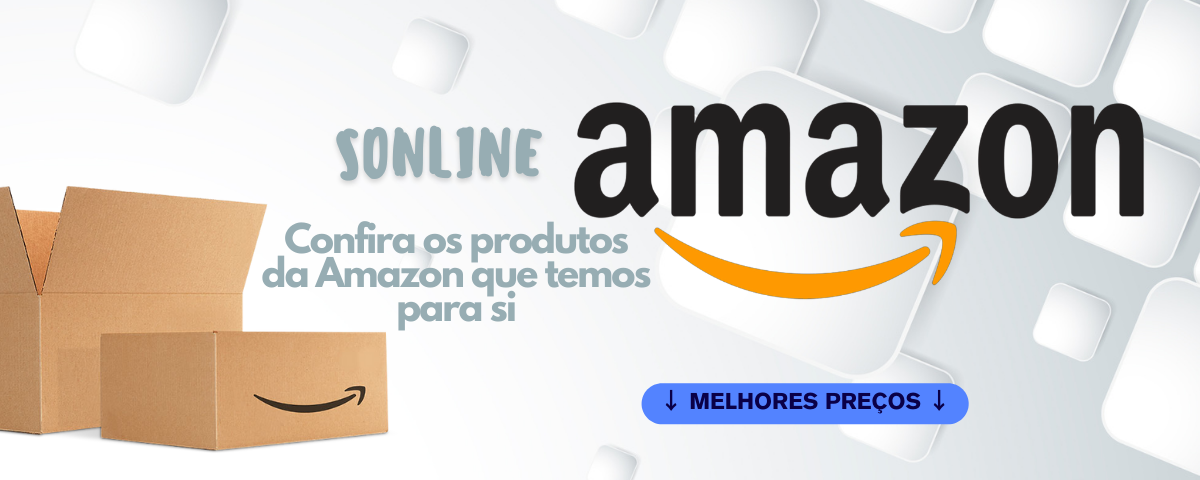 SONLINE
amazon
Confira os produtos
da Amazon que temos
para si
↓ MELHORES PREÇOS ↓